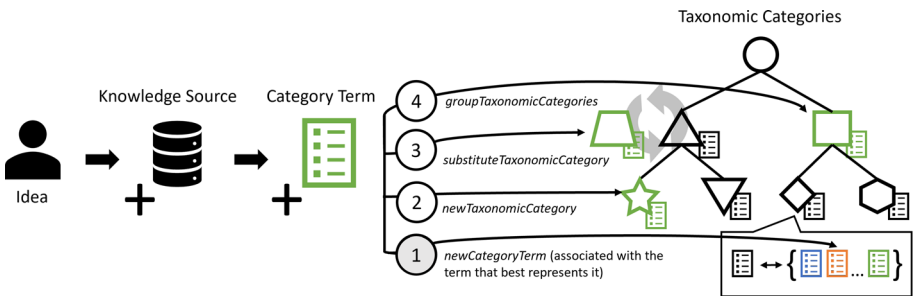 Taxonomic Categories
Knowledge Source
Category Term
Idea
4
groupTaxonomicCategories
3
substituteTaxonomicCategory
2
newTaxonomicCategory
1
newCategoryTerm (associated with the
term that best represents it)
{ ... }